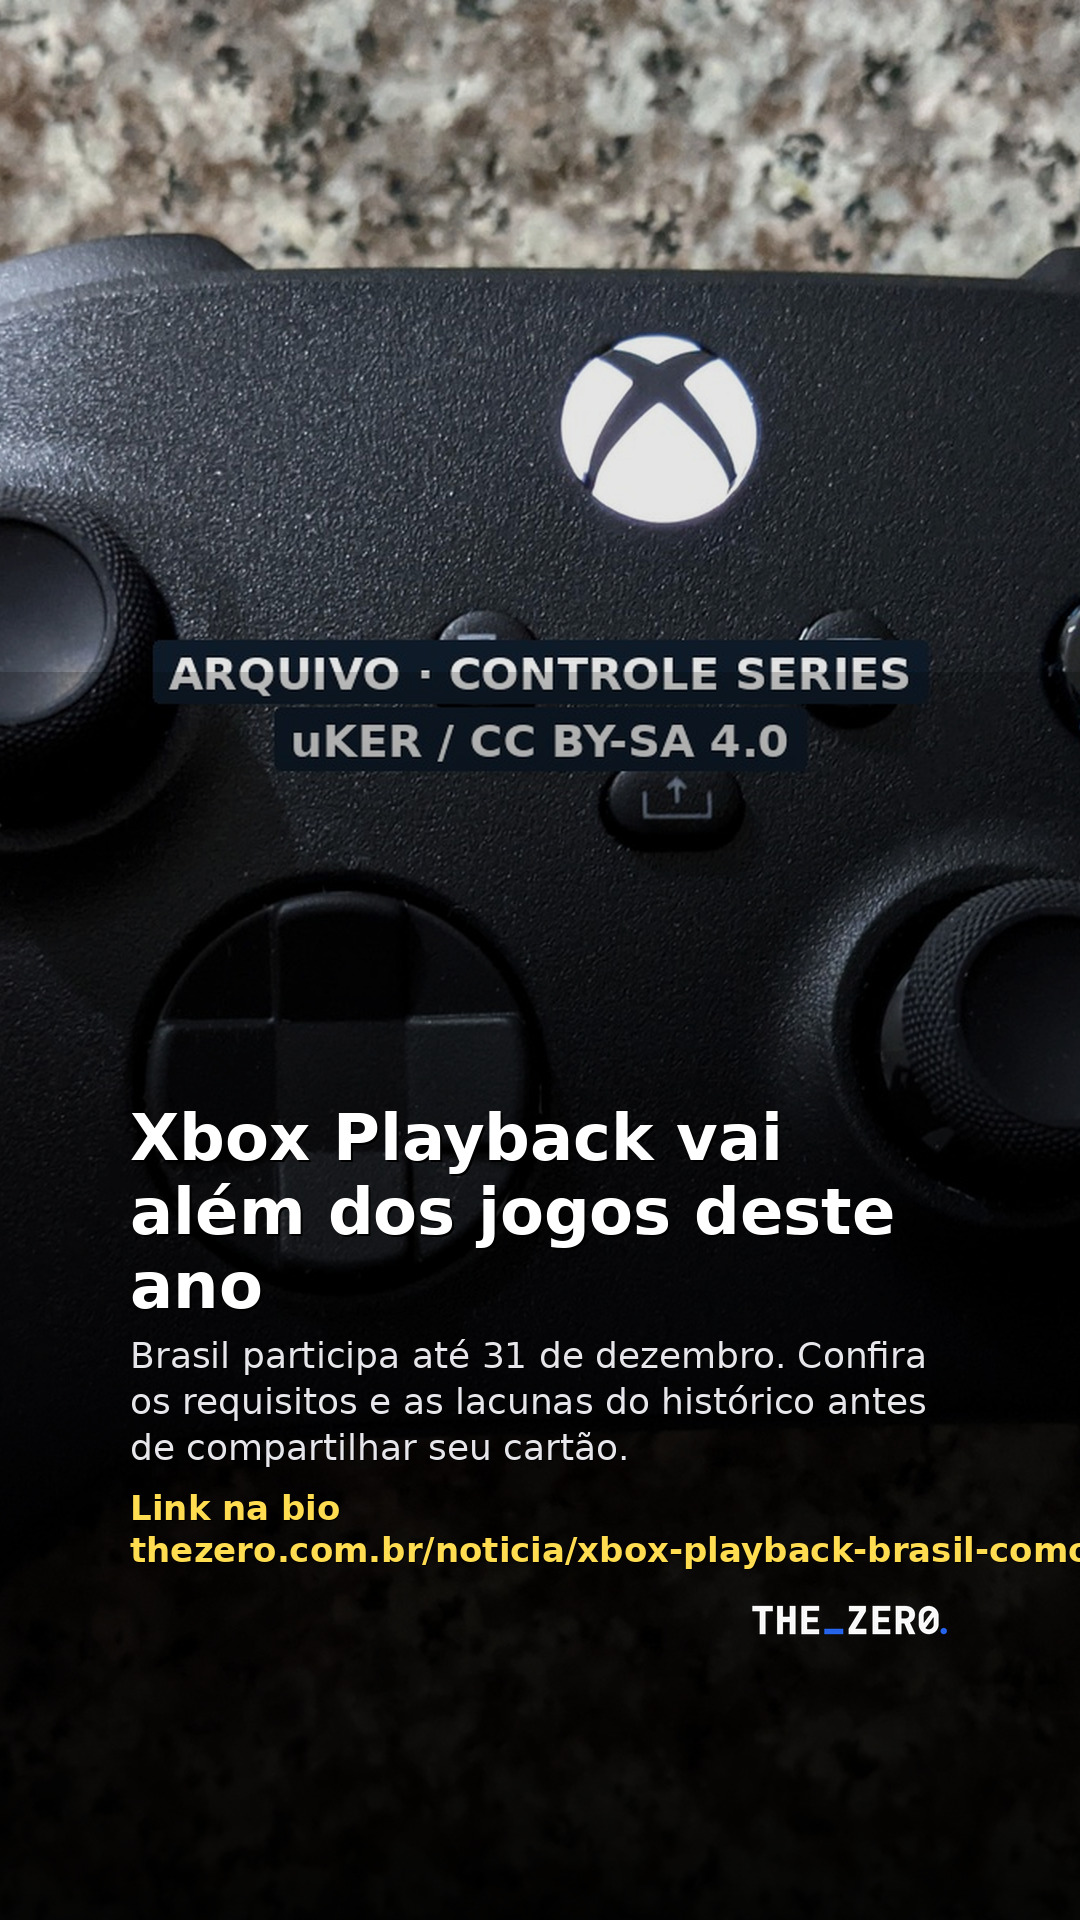 ARQUIVO · CONTROLE SERIES
uKER / CC BY-SA 4.0
Xbox Playback vai
além dos jogos deste
ano
Brasil participa até 31 de dezembro. Confira
os requisitos e as lacunas do histórico antes
de compartilhar seu cartão.
Link na bio
thezero.com.br/noticia/xbox-playback-brasil-como
THE_ZER0.